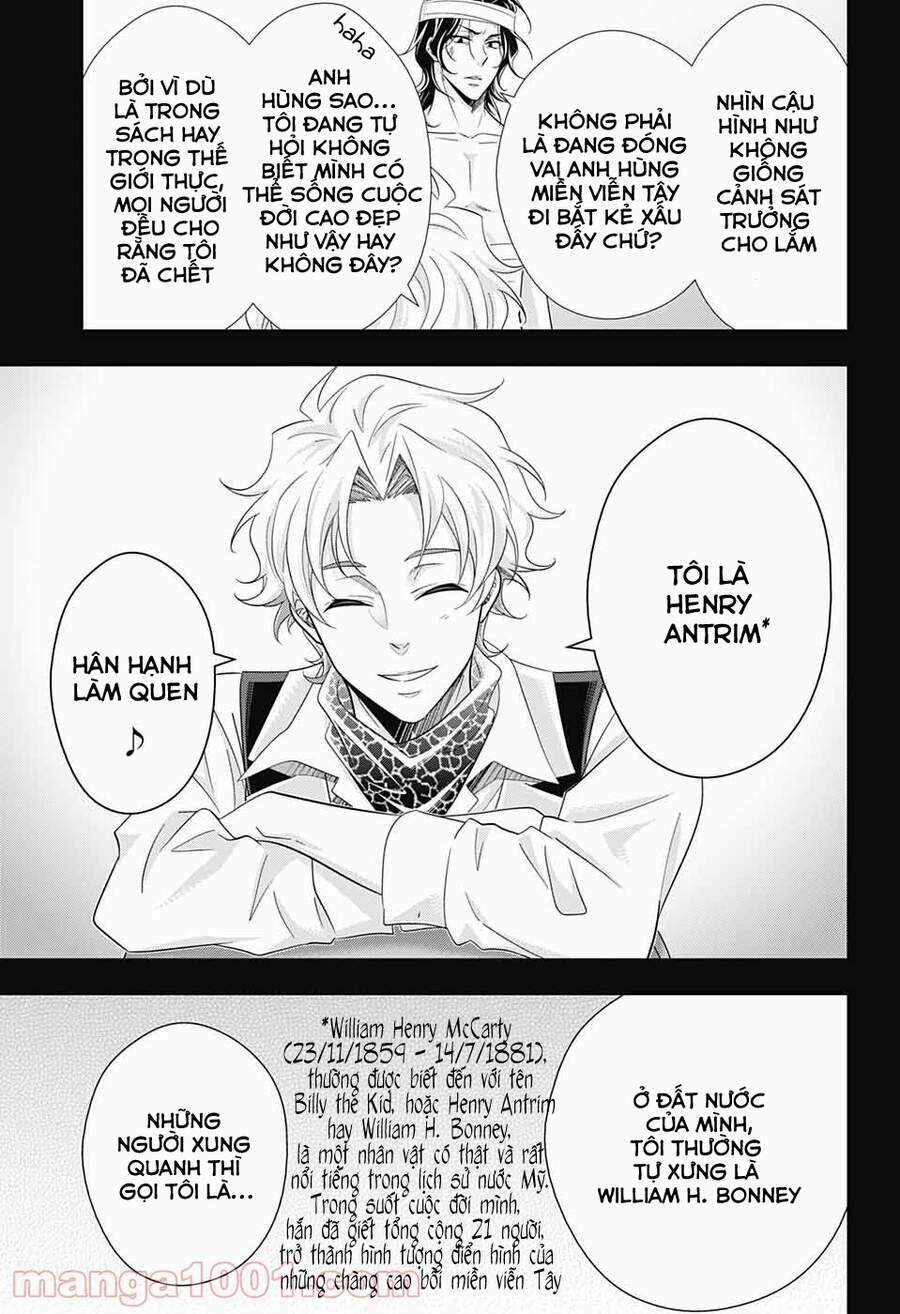 NHÌN CẬU
HÌNH NHƯ
KHÔNG
GIỐNG
CẢNH SÁT
TRƯỞNG
CHO LẮM
KHÔNG PHẢI
LÀ ĐANG ĐÓNG
VAI ANH HÙNG
MIỀN VIỄN TÂY
ĐI BẮT KẺ XẤU
ĐẤY CHỨ?
haha
ANH
HÙNG SAO...
TÔI ĐANG TỰ
HỎI KHÔNG
BIẾT MÌNH CÓ
THỂ SỐNG CUỘC
ĐỜI CAO ĐẸP
NHƯ VẬY HAY
KHÔNG ĐÂY?
BỞI VÌ DÙ
LÀ TRONG
SÁCH HAY
TRONG THẾ
GIỚI THỰC,
MỌI NGƯỜI
ĐỀU CHO
RẰNG TÔI
ĐÃ CHẾT
TÔI LÀ
HENRY
ANTRIM*
HÂN HẠNH
LÀM QUEN
♪
Ở ĐẤT NƯỚC
CỦA MÌNH,
TÔI THƯỜNG
TỰ XƯNG LÀ
WILLIAM H. BONNEY
*William Henry McCarty
(23/11/1859 - 14/7/1881),
thường được biết đến với tên
Billy the Kid, hoặc Henry Antrim
hay William H. Bonney,
là một nhân vật có thật và rất
nổi tiếng trong lịch sử nước Mỹ.
Trong suốt cuộc đời mình,
hắn đã giết tổng cộng 21 người,
trở thành hình tượng điển hình của
những chàng cao bồi miền viễn Tây
NHỮNG
NGƯỜI XUNG
QUANH THÌ
GỌI TÔI LÀ...
manga1001.com